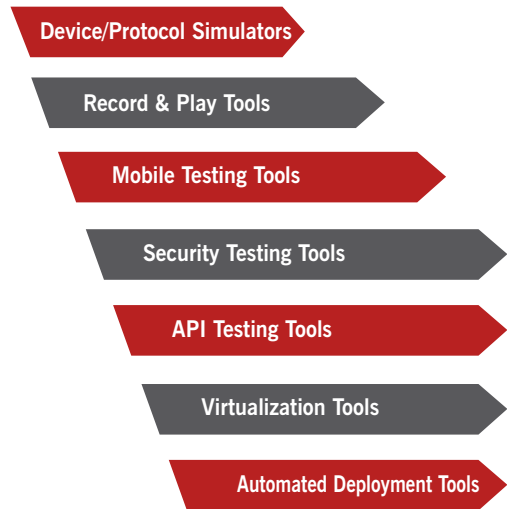 Device/Protocol Simulators
Record & Play Tools
Mobile Testing Tools
Security Testing Tools
API Testing Tools
Virtualization Tools
Automated Deployment Tools